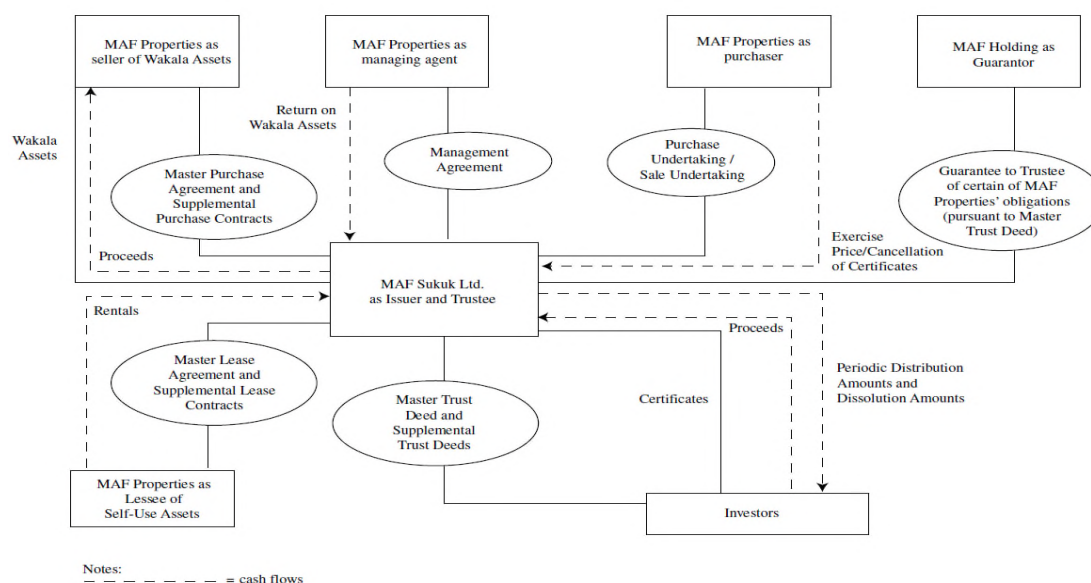 MAF Properties as
seller of Wakala Assets
MAF Properties as
managing agent
MAF Properties as
purchaser
MAF Holding as
Guarantor
Return on
Wakala Assets
Wakala
Assets
Master Purchase
Agreement and
Supplemental
Purchase Contracts
Management
Agreement
Purchase
Undertaking /
Sale Undertaking
Guarantee to Trustee
of certain of MAF
Properties' obligations
(pursuant to Master
Trust Deed)
Proceeds
Exercise
Price/Cancellation
of Certificates
MAF Sukuk Ltd.
as Issuer and Trustee
Rentals
Proceeds
Master Lease
Agreement and
Supplemental Lease
Contracts
Master Trust
Deed and
Supplemental
Trust Deeds
Certificates
Periodic Distribution
Amounts and
Dissolution Amounts
MAF Properties as
Lessee of
Self-Use Assets
Investors
Notes:
= cash flows